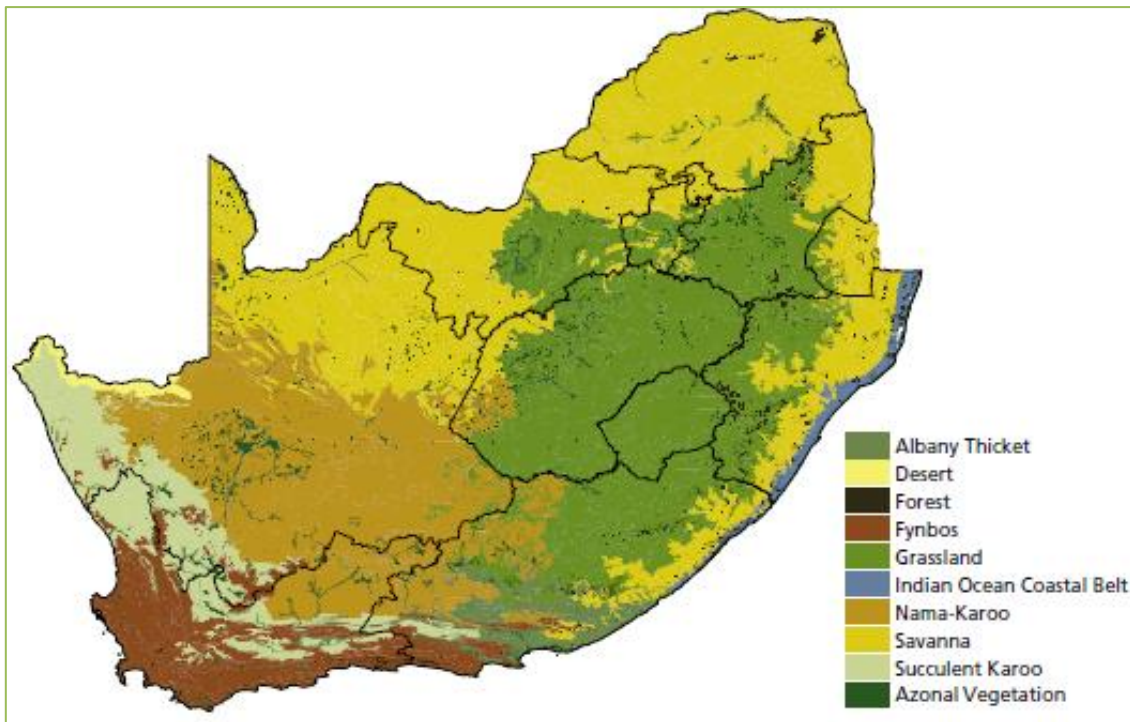 Albany Thicket
Desert
Forest
Fynbos
Grassland
Indian Ocean Coastal Belt
Nama-Karoo
Savanna
Succulent Karoo
Azonal Vegetation